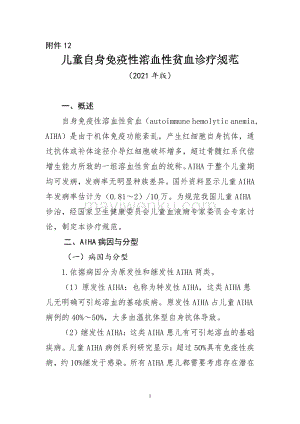 附件 12
儿童自身免疫性溶血性贫血诊疗规范
（2021 年版）
一、概述
自身免疫性溶血性贫血（autoimmune hemolytic anemia,
AIHA）是由于机体免疫功能紊乱，产生红细胞自身抗体，通
过抗体或补体途径介导红细胞破坏增多，超过骨髓红系代偿
增生能力所致的一组溶血性贫血的统称。AIHA 于整个儿童期
均可发病，发病率无明显种族差异。国外资料显示儿童 AIHA
年发病率估计为（0.81～2）/10 万。为规范我国儿童 AIHA
诊治，经国家卫生健康委员会儿童血液病专家委员会专家讨
论，制定本诊疗规范。
二、AIHA 病因与分型
（一）病因与分型
1.依据病因分为原发性和继发性 AIHA 两类。
（1）原发性 AIHA：也称为特发性 AIHA，这类 AIHA 患
儿无明确可引起溶血的基础疾病。原发性 AIHA 占儿童 AIHA
病例的 40%～50%，大多由温抗体型自身抗体导致。
（2）继发性 AIHA：这类 AIHA 患儿有可引起溶血的基础
疾病。儿童 AIHA 病例系列研究显示：超过 50%具有免疫性疾
病，约 10%继发于感染。所有 AIHA 患儿都需要考虑存在潜在
1